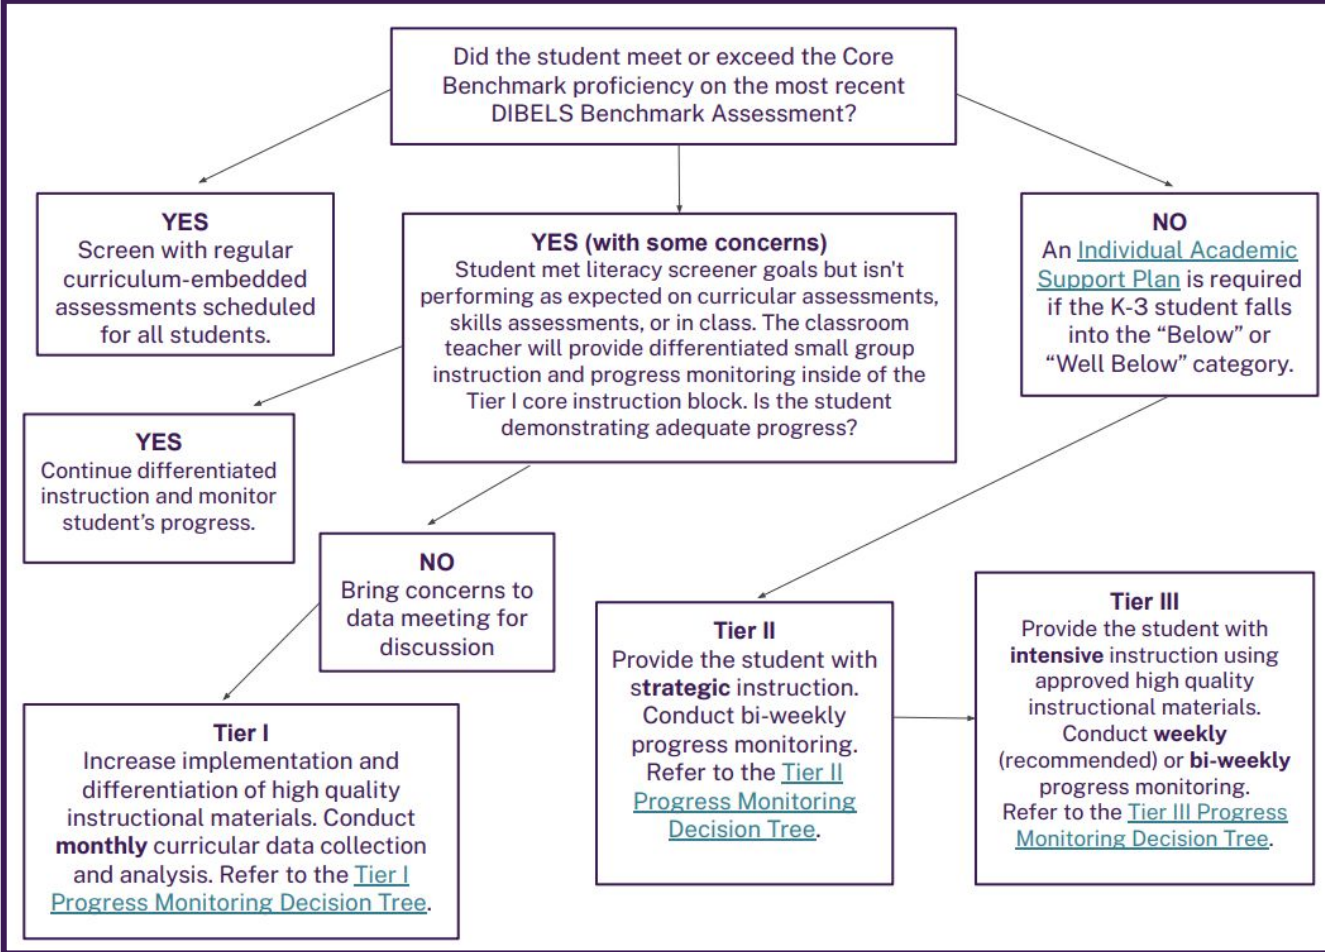 Did the student meet or exceed the Core
Benchmark proficiency on the most recent
DIBELS Benchmark Assessment?
YES
Screen with regular
curriculum-embedded
assessments scheduled
for all students.
YES (with some concerns)
Student met literacy screener goals but isn't
performing as expected on curricular assessments,
skills assessments, or in class. The classroom
teacher will provide differentiated small group
instruction and progress monitoring inside of the
Tier I core instruction block. Is the student
demonstrating adequate progress?
NO
An Individual Academic
Support Plan is required
if the K-3 student falls
into the “Below” or
“Well Below” category.
YES
Continue differentiated
instruction and monitor
student’s progress.
NO
Bring concerns to
data meeting for
discussion
Tier I
Increase implementation and
differentiation of high quality
instructional materials. Conduct
monthly curricular data collection
and analysis. Refer to the Tier I
Progress Monitoring Decision Tree.
Tier II
Provide the student with
strategic instruction.
Conduct bi-weekly
progress monitoring.
Refer to the Tier II
Progress Monitoring
Decision Tree.
Tier III
Provide the student with
intensive instruction using
approved high quality
instructional materials.
Conduct weekly
(recommended) or bi-weekly
progress monitoring.
Refer to the Tier III Progress
Monitoring Decision Tree.